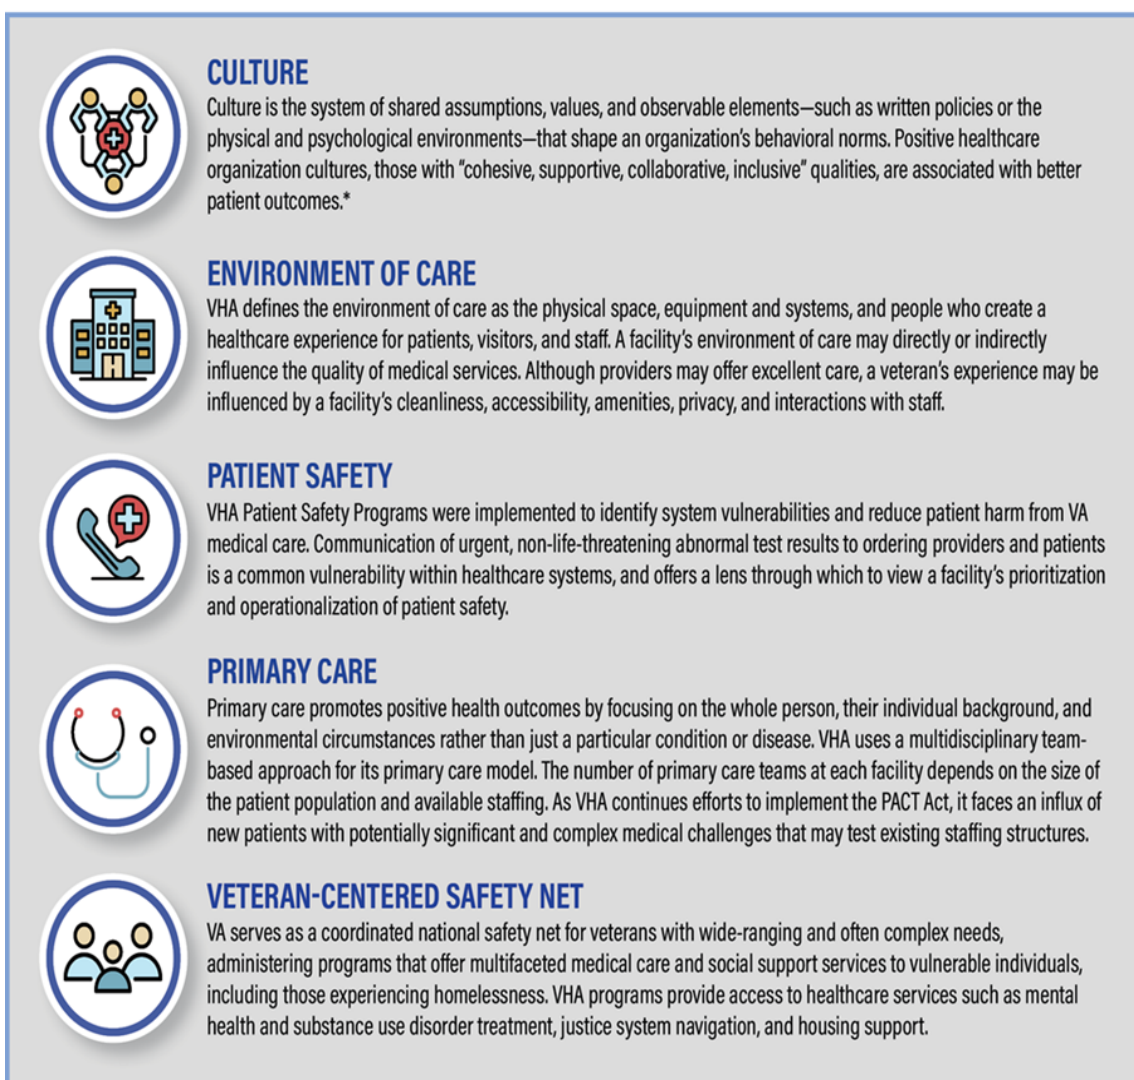 CULTURE
Culture is the system of shared assumptions, values, and observable elements—such as written policies or the
physical and psychological environments—that shape an organization's behavioral norms. Positive healthcare
organization cultures, those with "cohesive, supportive, collaborative, inclusive" qualities, are associated with better
patient outcomes.*
ENVIRONMENT OF CARE
VHA defines the environment of care as the physical space, equipment and systems, and people who create a
healthcare experience for patients, visitors, and staff. A facility's environment of care may directly or indirectly
influence the quality of medical services. Although providers may offer excellent care, a veteran's experience may be
influenced by a facility's cleanliness, accessibility, amenities, privacy, and interactions with staff.
PATIENT SAFETY
VHA Patient Safety Programs were implemented to identify system vulnerabilities and reduce patient harm from VA
medical care. Communication of urgent, non-life-threatening abnormal test results to ordering providers and patients
is a common vulnerability within healthcare systems, and offers a lens through which to view a facility's prioritization
and operationalization of patient safety.
PRIMARY CARE
Primary care promotes positive health outcomes by focusing on the whole person, their individual background, and
environmental circumstances rather than just a particular condition or disease. VHA uses a multidisciplinary team-
based approach for its primary care model. The number of primary care teams at each facility depends on the size of
the patient population and available staffing. As VHA continues efforts to implement the PACT Act, it faces an influx of
new patients with potentially significant and complex medical challenges that may test existing staffing structures.
VETERAN-CENTERED SAFETY NET
VA serves as a coordinated national safety net for veterans with wide-ranging and often complex needs,
administering programs that offer multifaceted medical care and social support services to vulnerable individuals,
including those experiencing homelessness. VHA programs provide access to healthcare services such as mental
health and substance use disorder treatment, justice system navigation, and housing support.